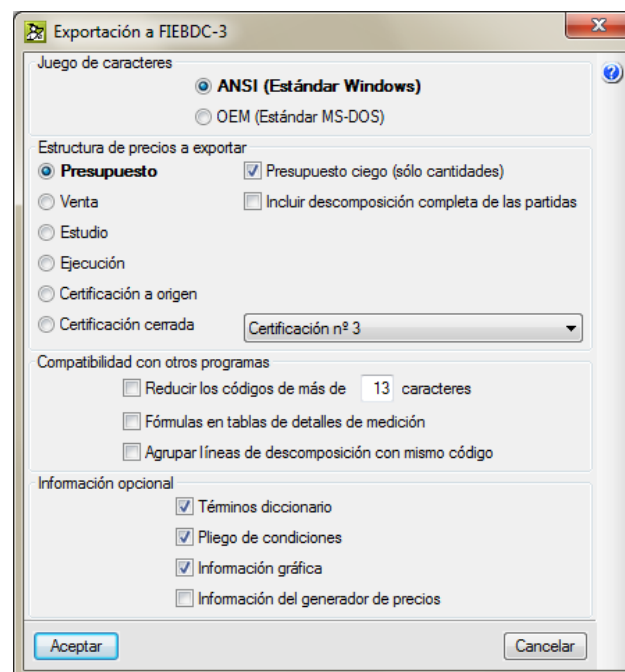 Exportación a FIEBDC-3
Juego de caracteres
ANSI (Estándar Windows)
OEM (Estándar MS-DOS)
Estructura de precios a exportar
Presupuesto
Presupuesto ciego (sólo cantidades)
Venta
Incluir descomposición completa de las partidas
Estudio
Ejecución
Certificación a origen
Certificación cerrada
Certificación nº 3
Compatibilidad con otros programas
Reducir los códigos de más de 13 caracteres
Fórmulas en tablas de detalles de medición
Agrupar líneas de descomposición con mismo código
Información opcional
Términos diccionario
Pliego de condiciones
Información gráfica
Información del generador de precios
Aceptar
Cancelar